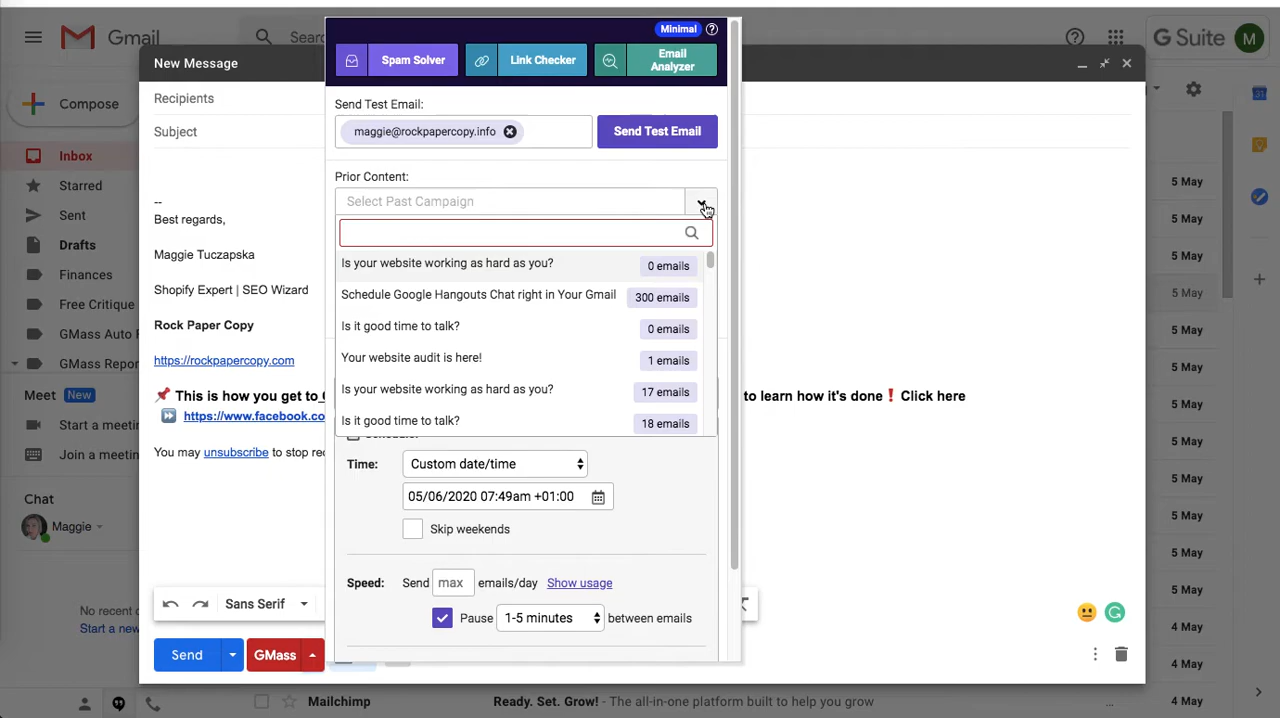 Minimal
Gmail
Sear
G Suite
M
Spam Solver
Link Checker
Email
Analyzer
New Message
Compose
Recipients
Subject
Send Test Email:
maggie@rockpapercopy.info
Send Test Email
Inbox
Starred
Sent
Drafts
Finances
Free Critique
GMass Auto
GMass Repor
Prior Content:
Select Past Campaign
Is your website working as hard as you? 0 emails
Schedule Google Hangouts Chat right in Your Gmail 300 emails
Is it good time to talk? 0 emails
Your website audit is here! 1 emails
Is your website working as hard as you? 17 emails
Is it good time to talk? 18 emails
--
Best regards,
Maggie Tuczapska
Shopify Expert | SEO Wizard
Rock Paper Copy
https://rockpapercopy.com
This is how you get to
to learn how it's done❗ Click here
https://www.facebook.co
You may unsubscribe to stop rec
Meet New
Start a meeti
Join a meetin
Chat
Maggie
No recent c
Start a new
Time: Custom date/time
05/06/2020 07:49am +01:00
Skip weekends
Speed: Send max emails/day Show usage
Pause 1-5 minutes between emails
Sans Serif
Send
GMass
5 May
5 May
5 May
5 May
5 May
5 May
5 May
5 May
5 May
5 May
5 May
5 May
4 May
4 May
Mailchimp
Ready. Set. Grow! - The all-in-one platform built to help you grow
4 May